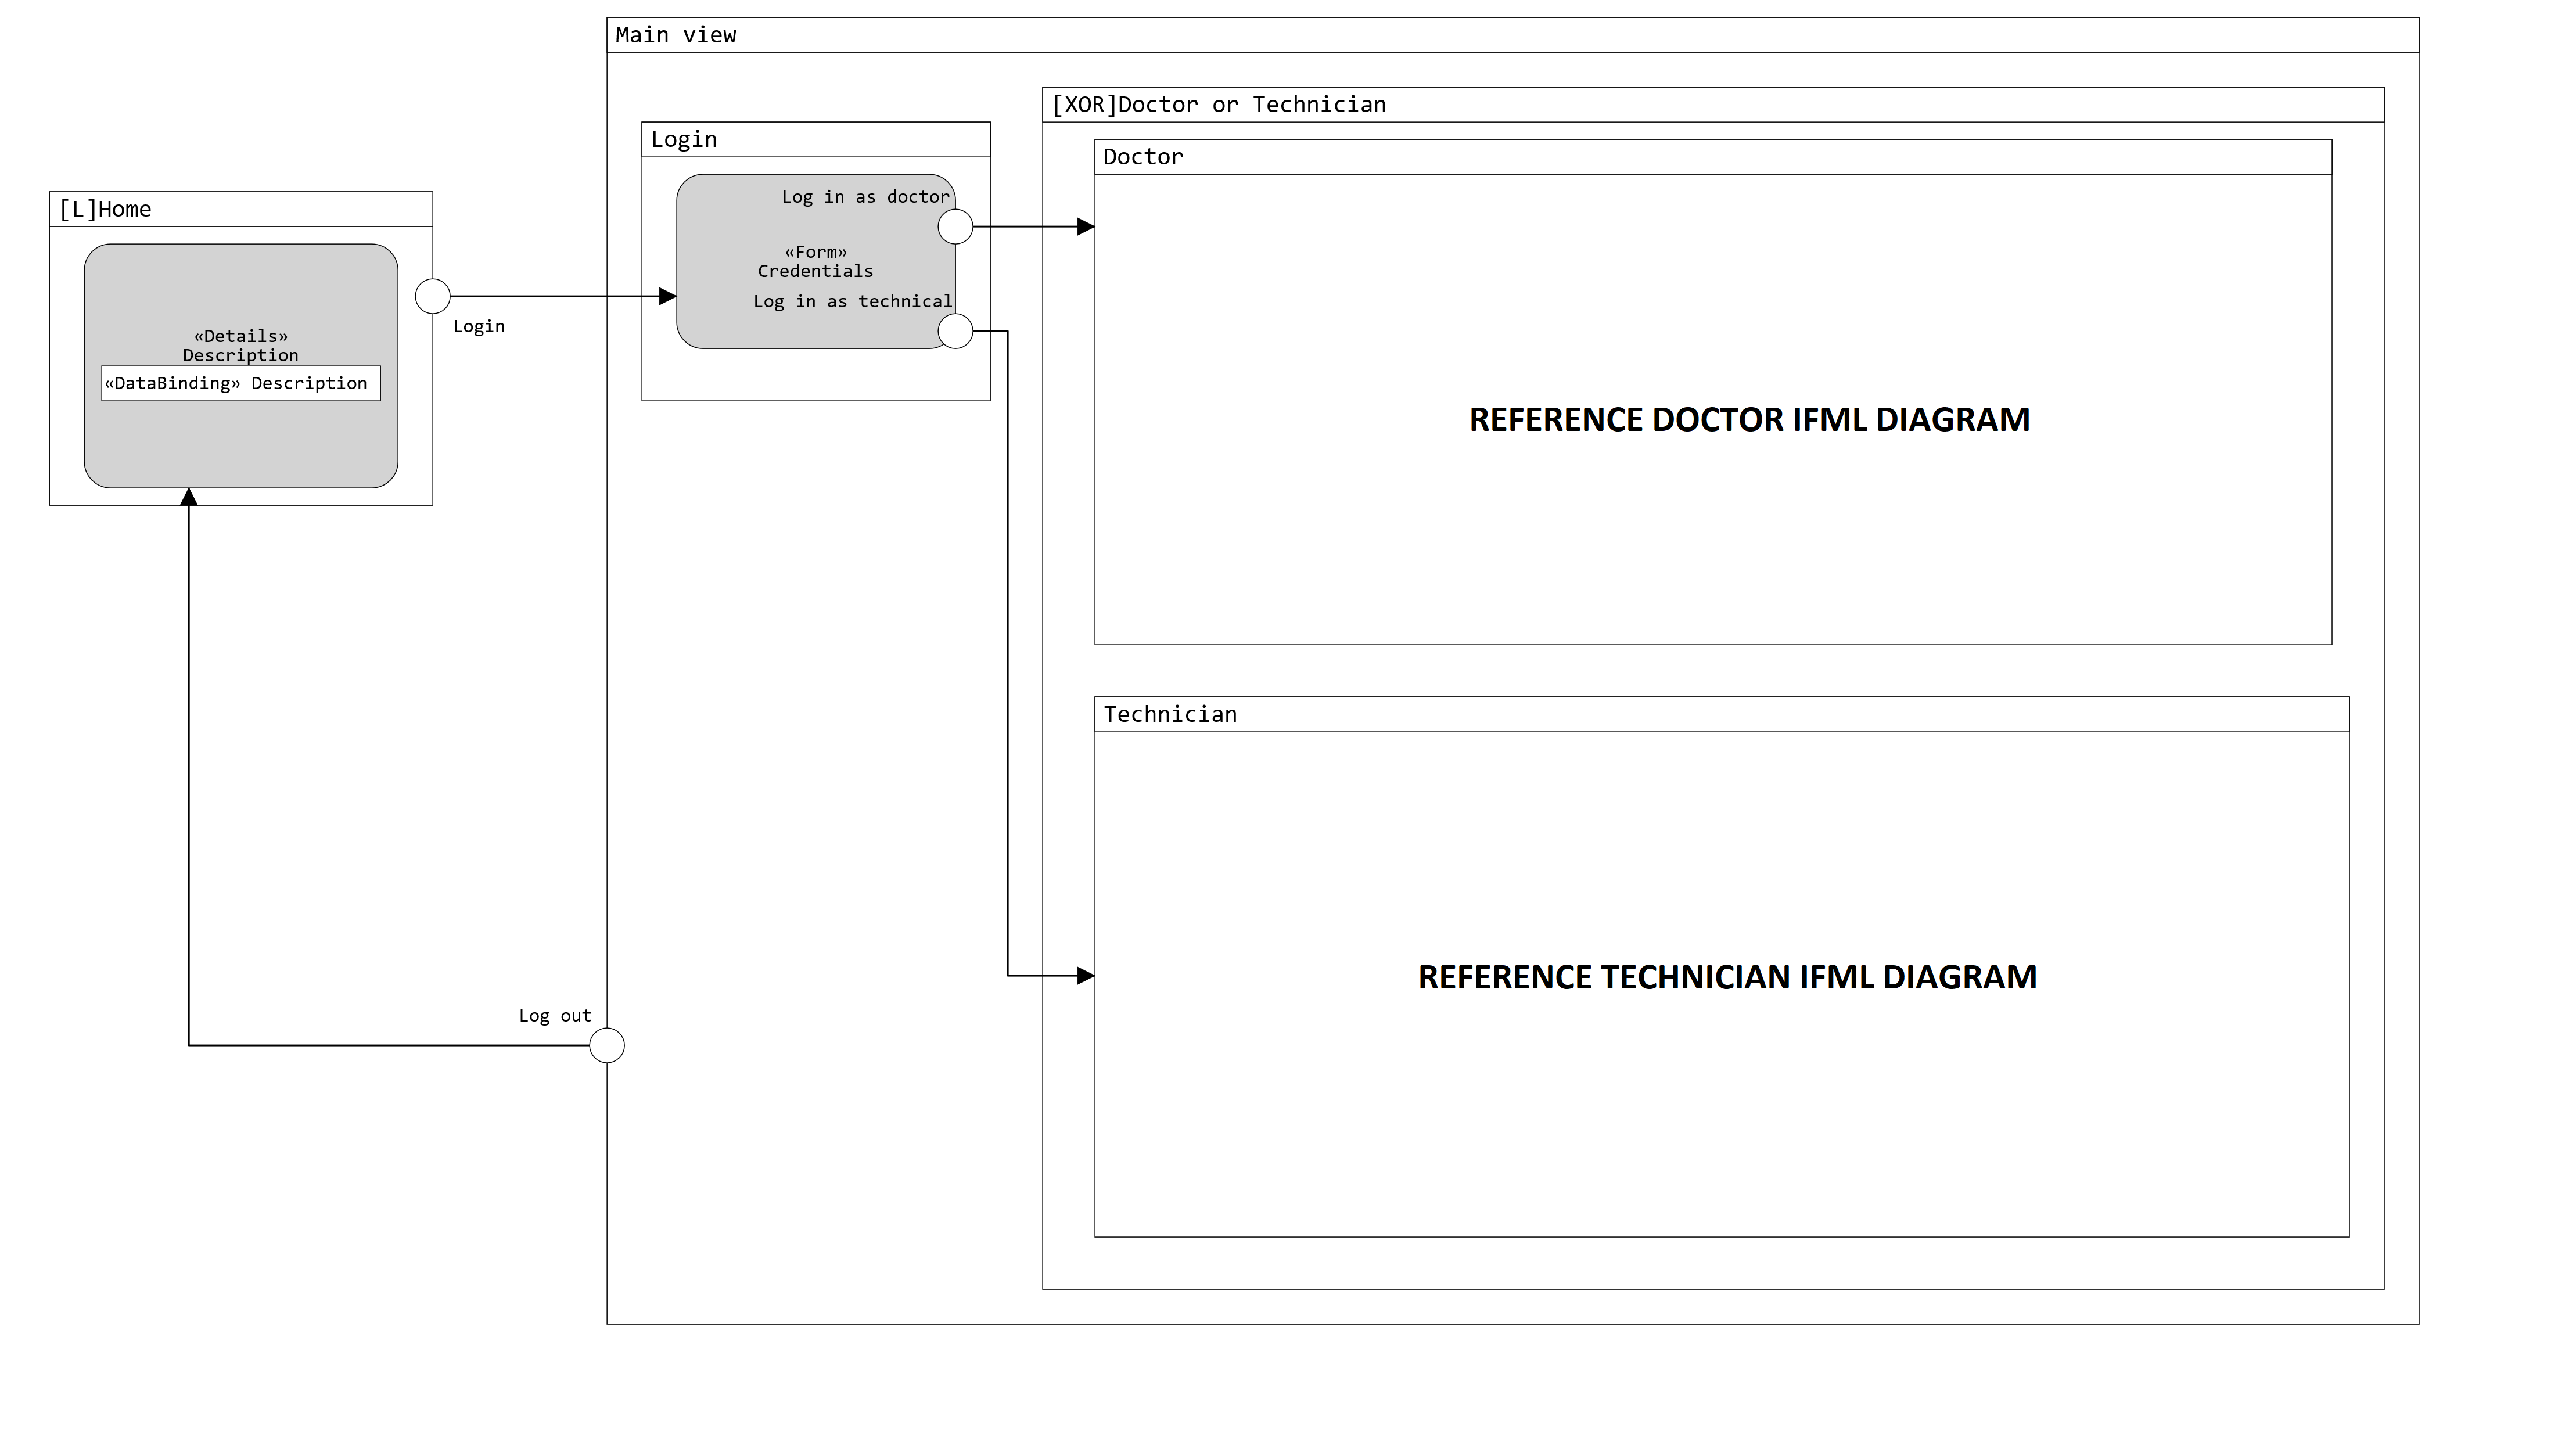 Main view
[XOR]Doctor or Technician
Login
Doctor
Log in as doctor
[L]Home
«Form»
Credentials
Log in as technical
Login
«Details»
Description
«DataBinding» Description
REFERENCE DOCTOR IFML DIAGRAM
Technician
REFERENCE TECHNICIAN IFML DIAGRAM
Log out